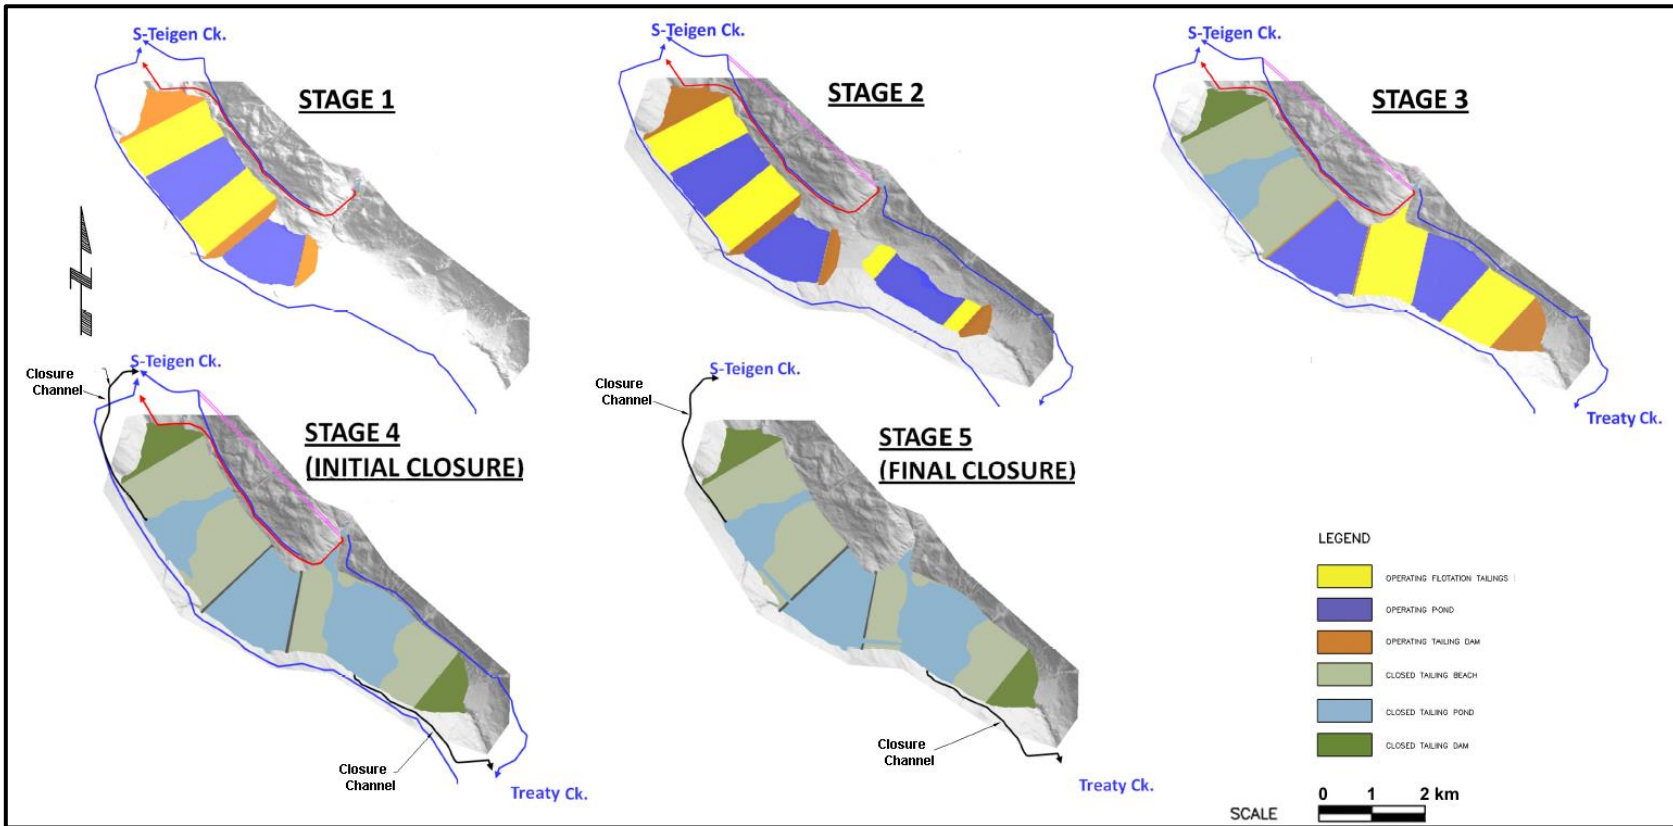 S-Teigen Ck.
STAGE 1
S-Teigen Ck.
STAGE 2
S-Teigen Ck.
STAGE 3
Treaty Ck.
N
Closure
Channel
S-Teigen Ck.
STAGE 4
(INITIAL CLOSURE)
Closure
Channel
Treaty Ck.
Closure
Channel
S-Teigen Ck.
STAGE 5
(FINAL CLOSURE)
Closure
Channel
Treaty Ck.
LEGEND
OPERATING FLOTATION TAILINGS
OPERATING POND
OPERATING TAILING DAM
CLOSED TAILING BEACH
CLOSED TAILING POND
CLOSED TAILING DAM
SCALE
0 1 2 km